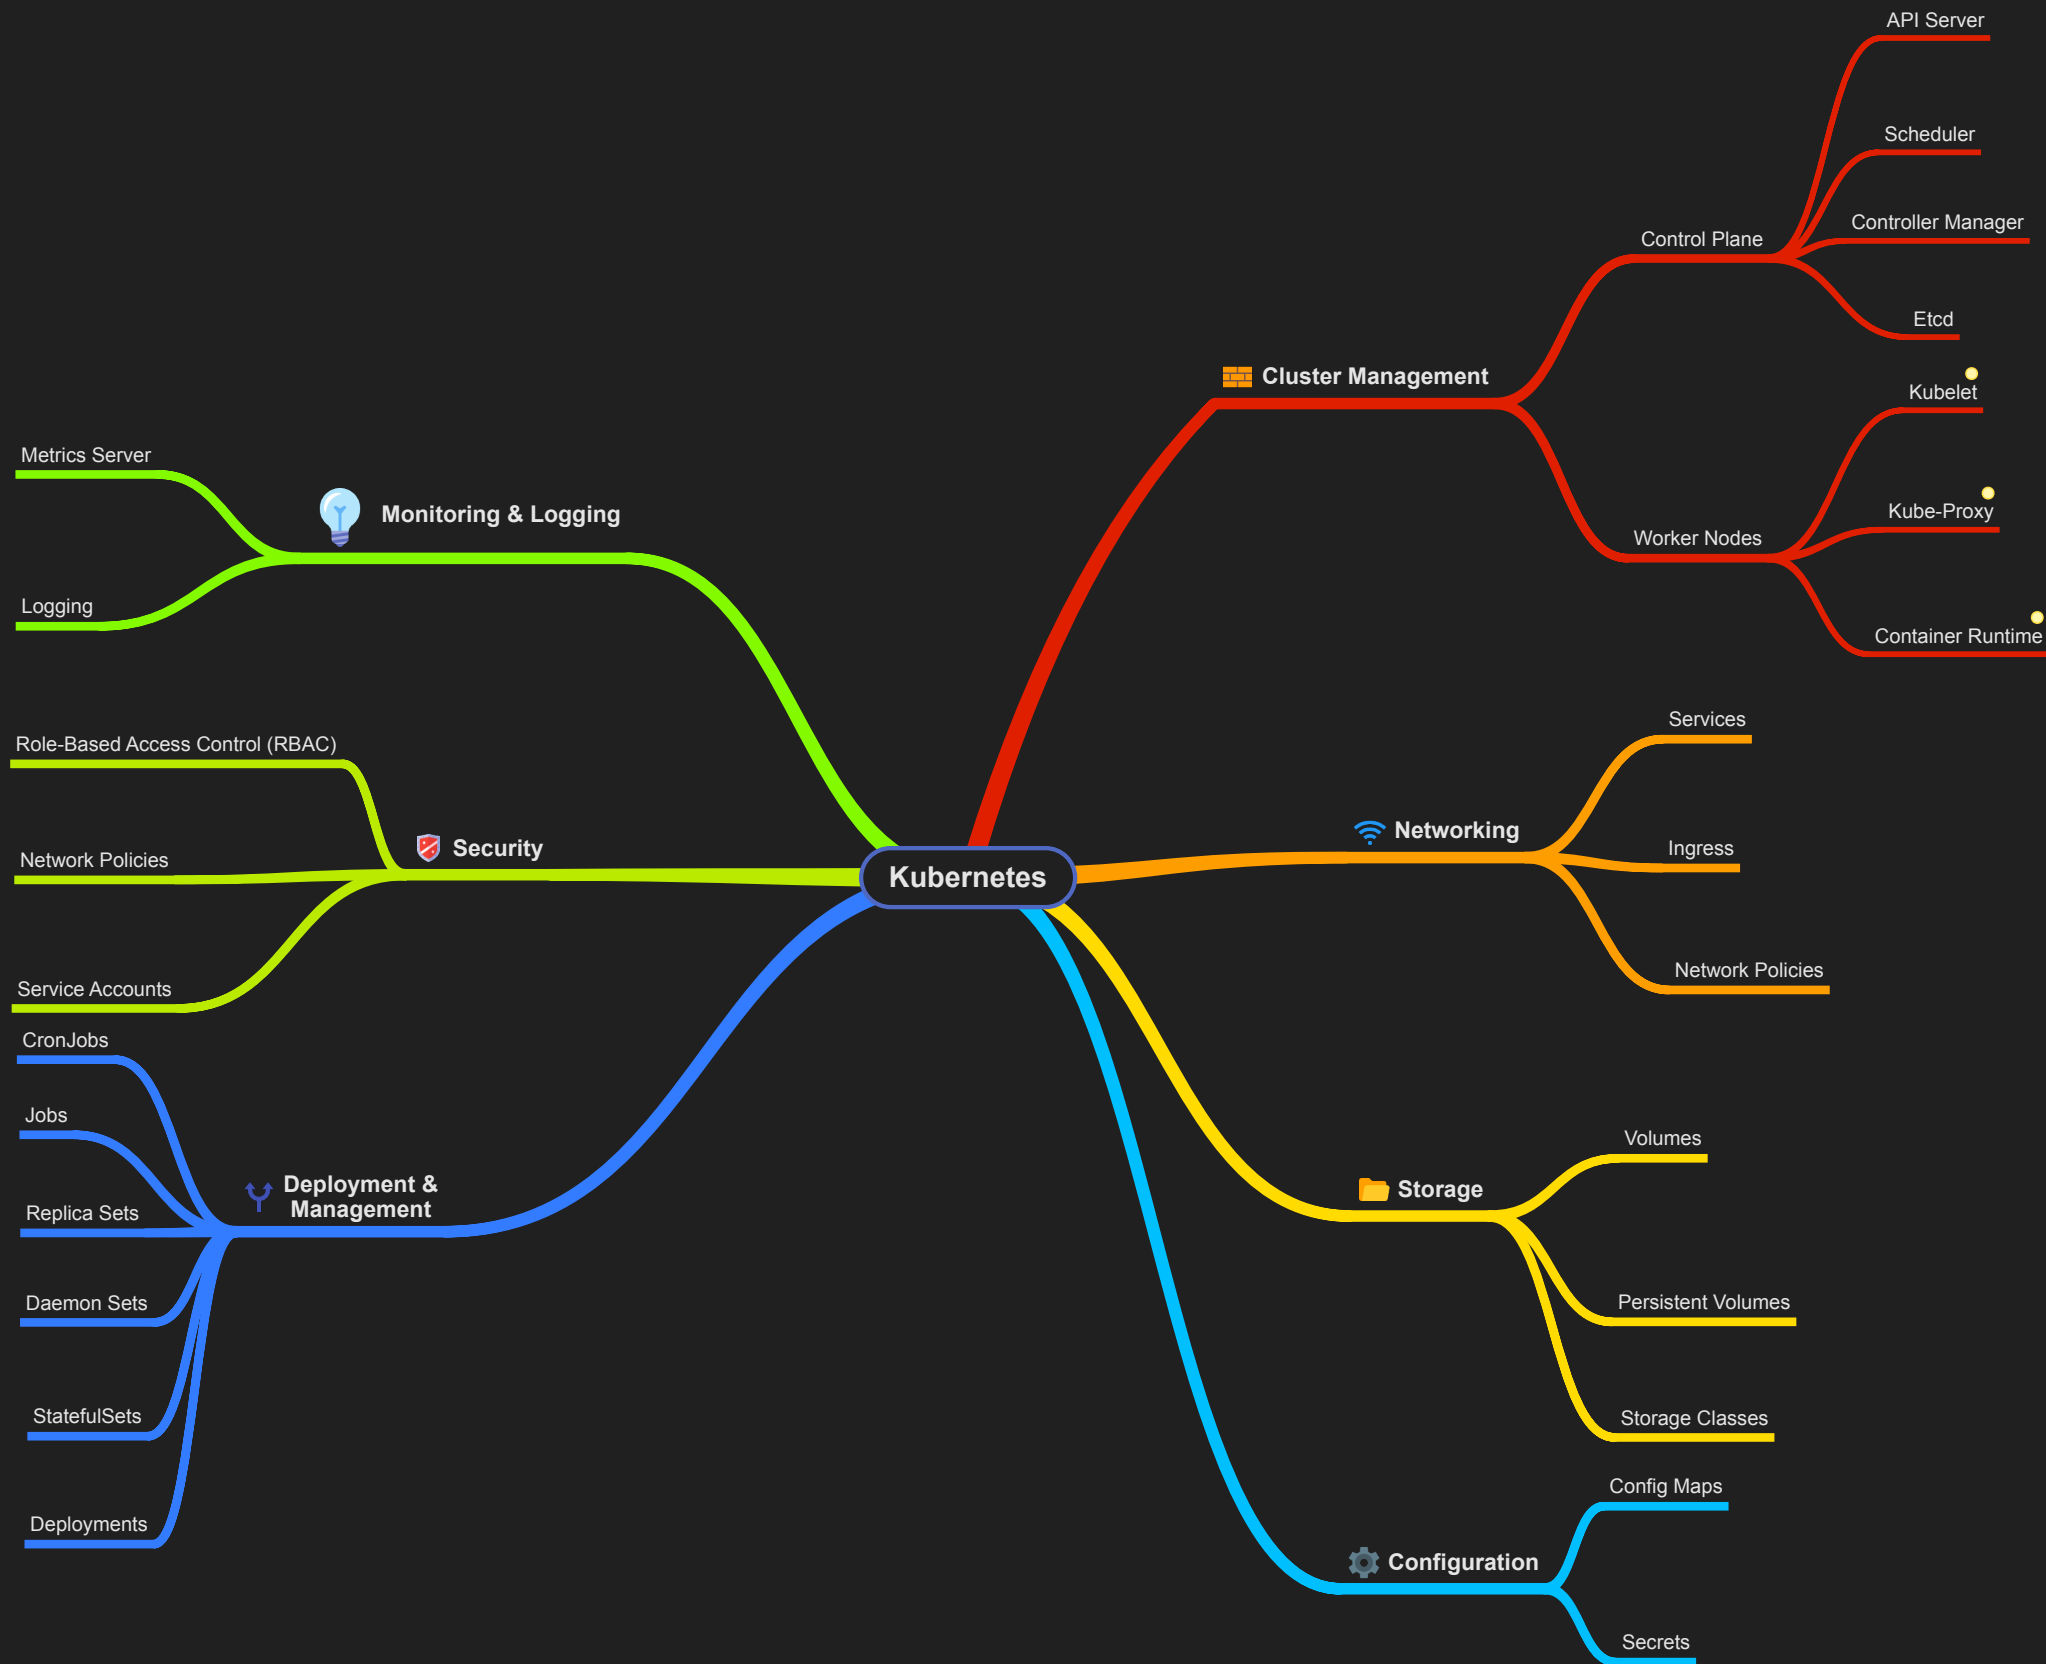 Kubernetes
Cluster Management
Control Plane
API Server
Scheduler
Controller Manager
Etcd
Worker Nodes
Kubelet
Kube-Proxy
Container Runtime
Networking
Services
Ingress
Network Policies
Storage
Volumes
Persistent Volumes
Storage Classes
Configuration
Config Maps
Secrets
Monitoring & Logging
Metrics Server
Logging
Security
Role-Based Access Control (RBAC)
Network Policies
Service Accounts
Deployment &
Management
CronJobs
Jobs
Replica Sets
Daemon Sets
StatefulSets
Deployments